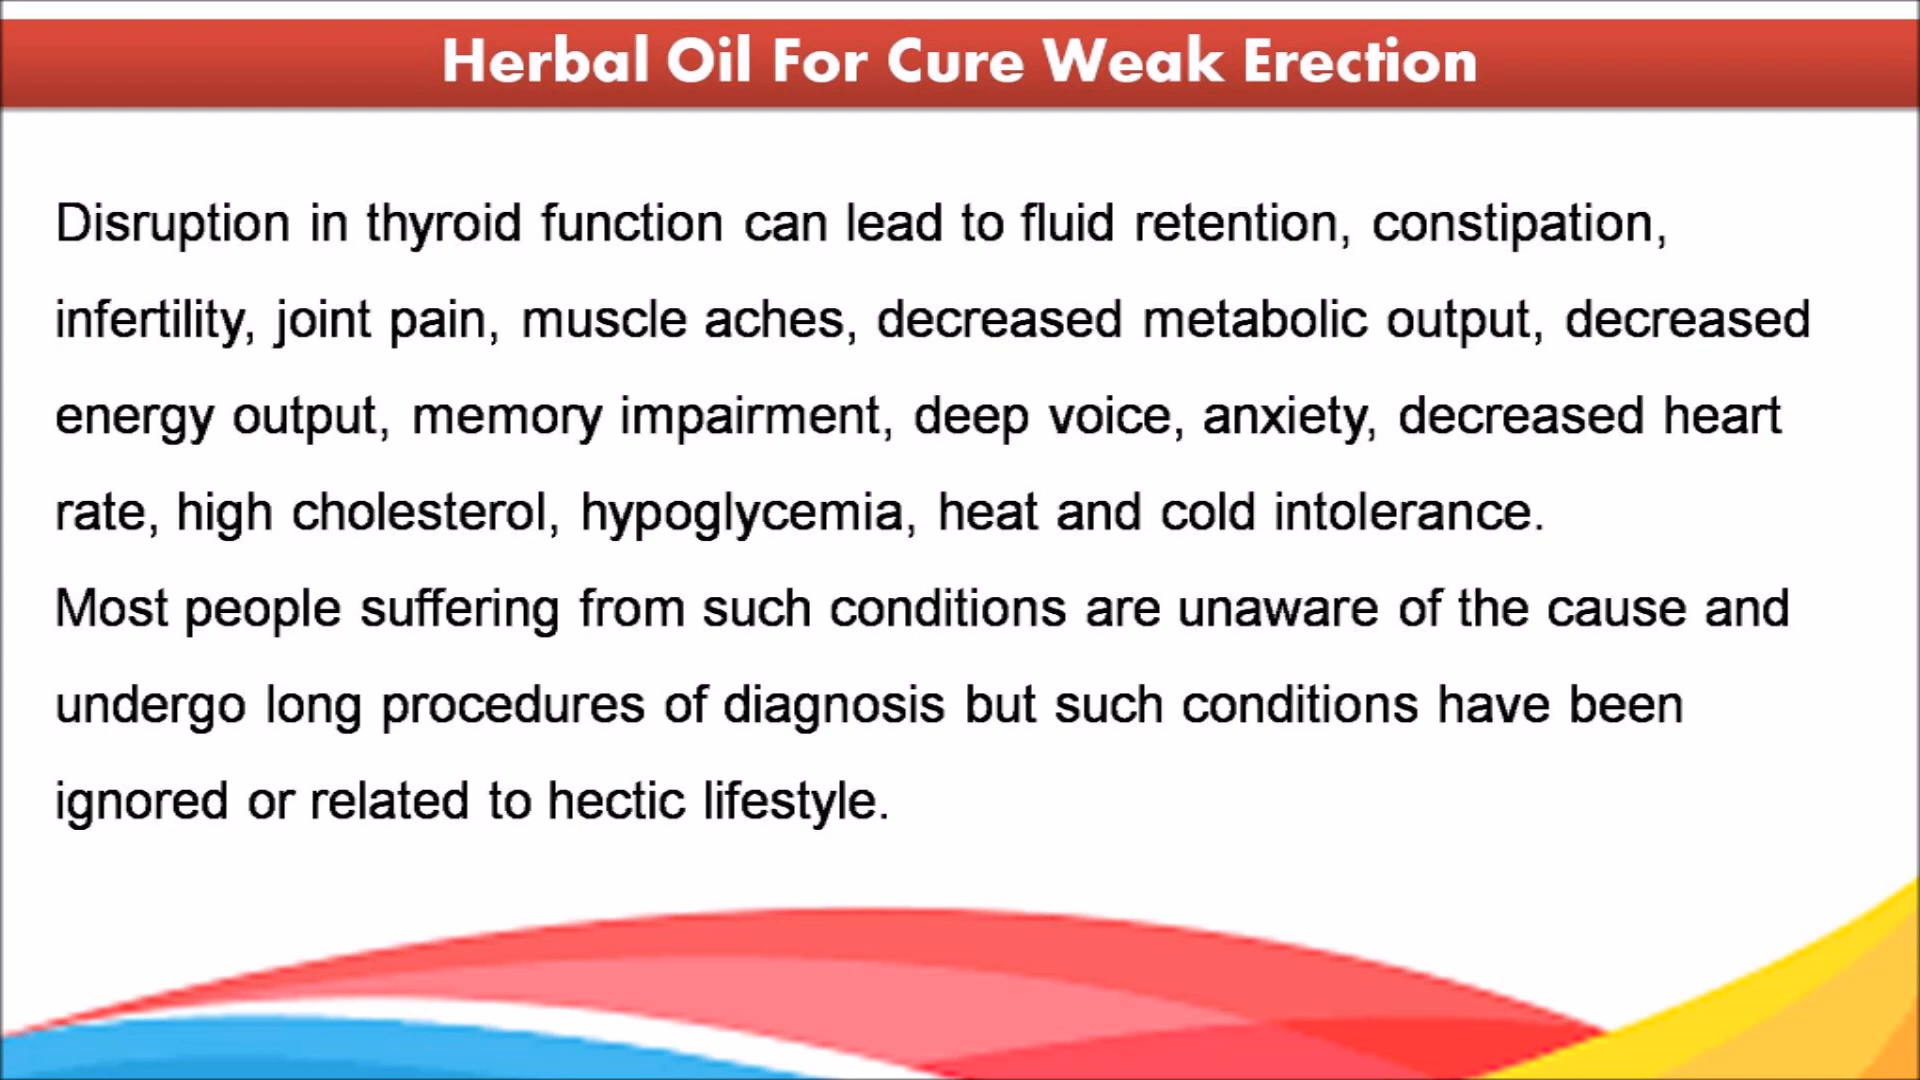 Herbal Oil For Cure Weak Erection
Disruption in thyroid function can lead to fluid retention, constipation,
infertility, joint pain, muscle aches, decreased metabolic output, decreased
energy output, memory impairment, deep voice, anxiety, decreased heart
rate, high cholesterol, hypoglycemia, heat and cold intolerance.
Most people suffering from such conditions are unaware of the cause and
undergo long procedures of diagnosis but such conditions have been
ignored or related to hectic lifestyle.